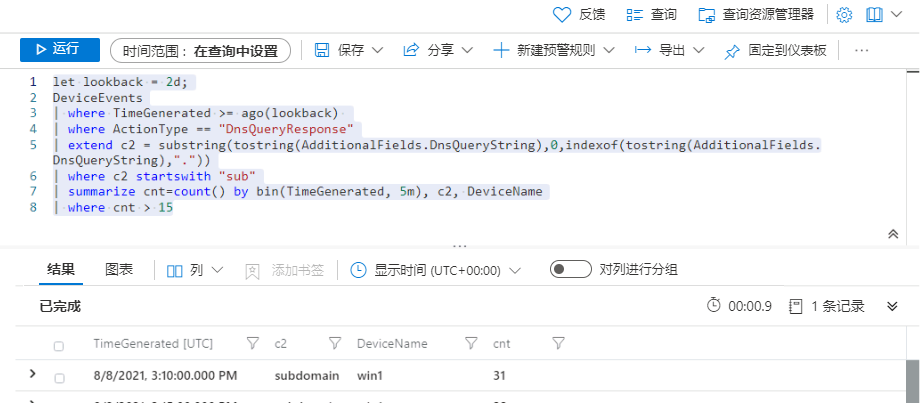 反馈 查询 查询资源管理器
运行 时间范围： 在查询中设置 保存 分享 新建预警规则 导出 固定到仪表板 ...
1 let lookback = 2d;
2 DeviceEvents
3 | where TimeGenerated >= ago(lookback)
4 | where ActionType == "DnsQueryResponse"
5 | extend c2 = substring(tostring(AdditionalFields.DnsQueryString),0,indexof(tostring(AdditionalFields.
DnsQueryString),"."))
6 | where c2 startswith "sub"
7 | summarize cnt=count() by bin(TimeGenerated, 5m), c2, DeviceName
8 | where cnt > 15
结果 图表 列 添加书签 显示时间 (UTC+00:00) 对列进行分组
已完成 00:00.9 1 条记录
TimeGenerated [UTC] c2 DeviceName cnt
8/8/2021, 3:10:00.000 PM subdomain win1 31